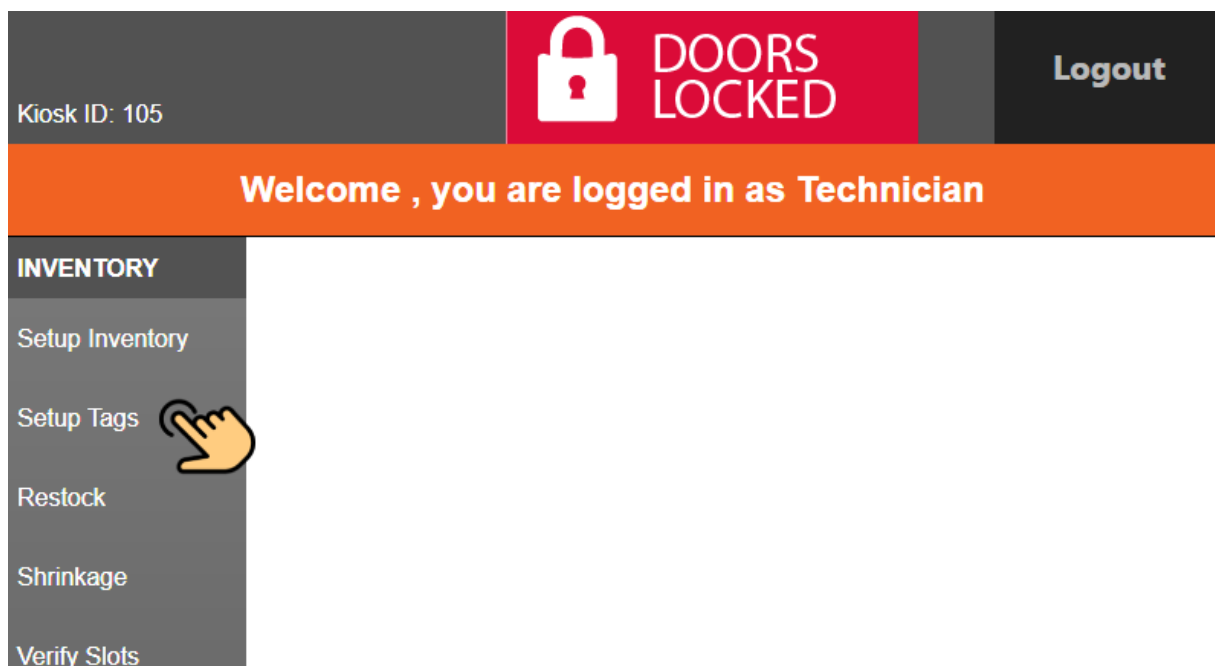 Kiosk ID: 105
DOORS
LOCKED
Logout
Welcome , you are logged in as Technician
INVENTORY
Setup Inventory
Setup Tags
Restock
Shrinkage
Verify Slots